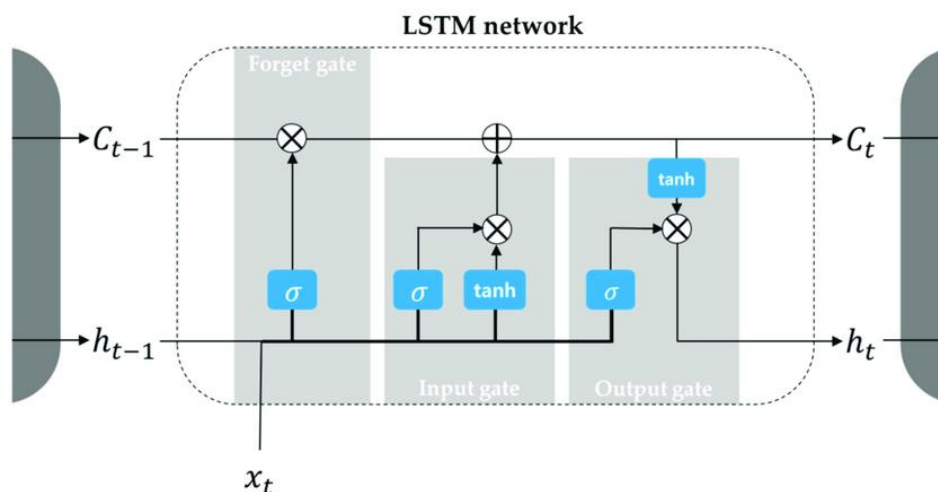 LSTM network
Forget gate
C_{t−1}
C_t
tanh
σ
σ
tanh
σ
h_{t−1}
h_t
Input gate
Output gate
x_t